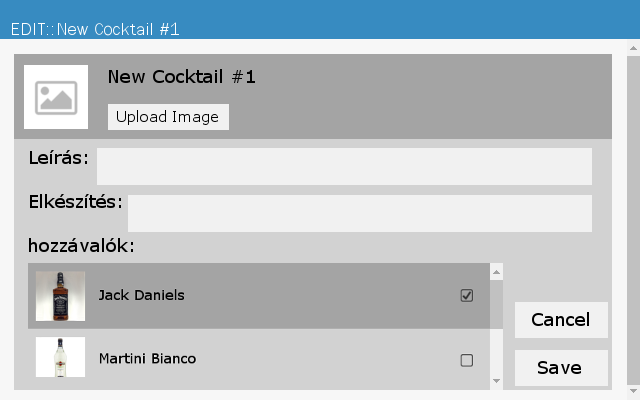 EDIT::New Cocktail #1
New Cocktail #1
Upload Image
Leírás:
Elkészítés:
hozzávalók:
Jack Daniels
Martini Bianco
Cancel
Save